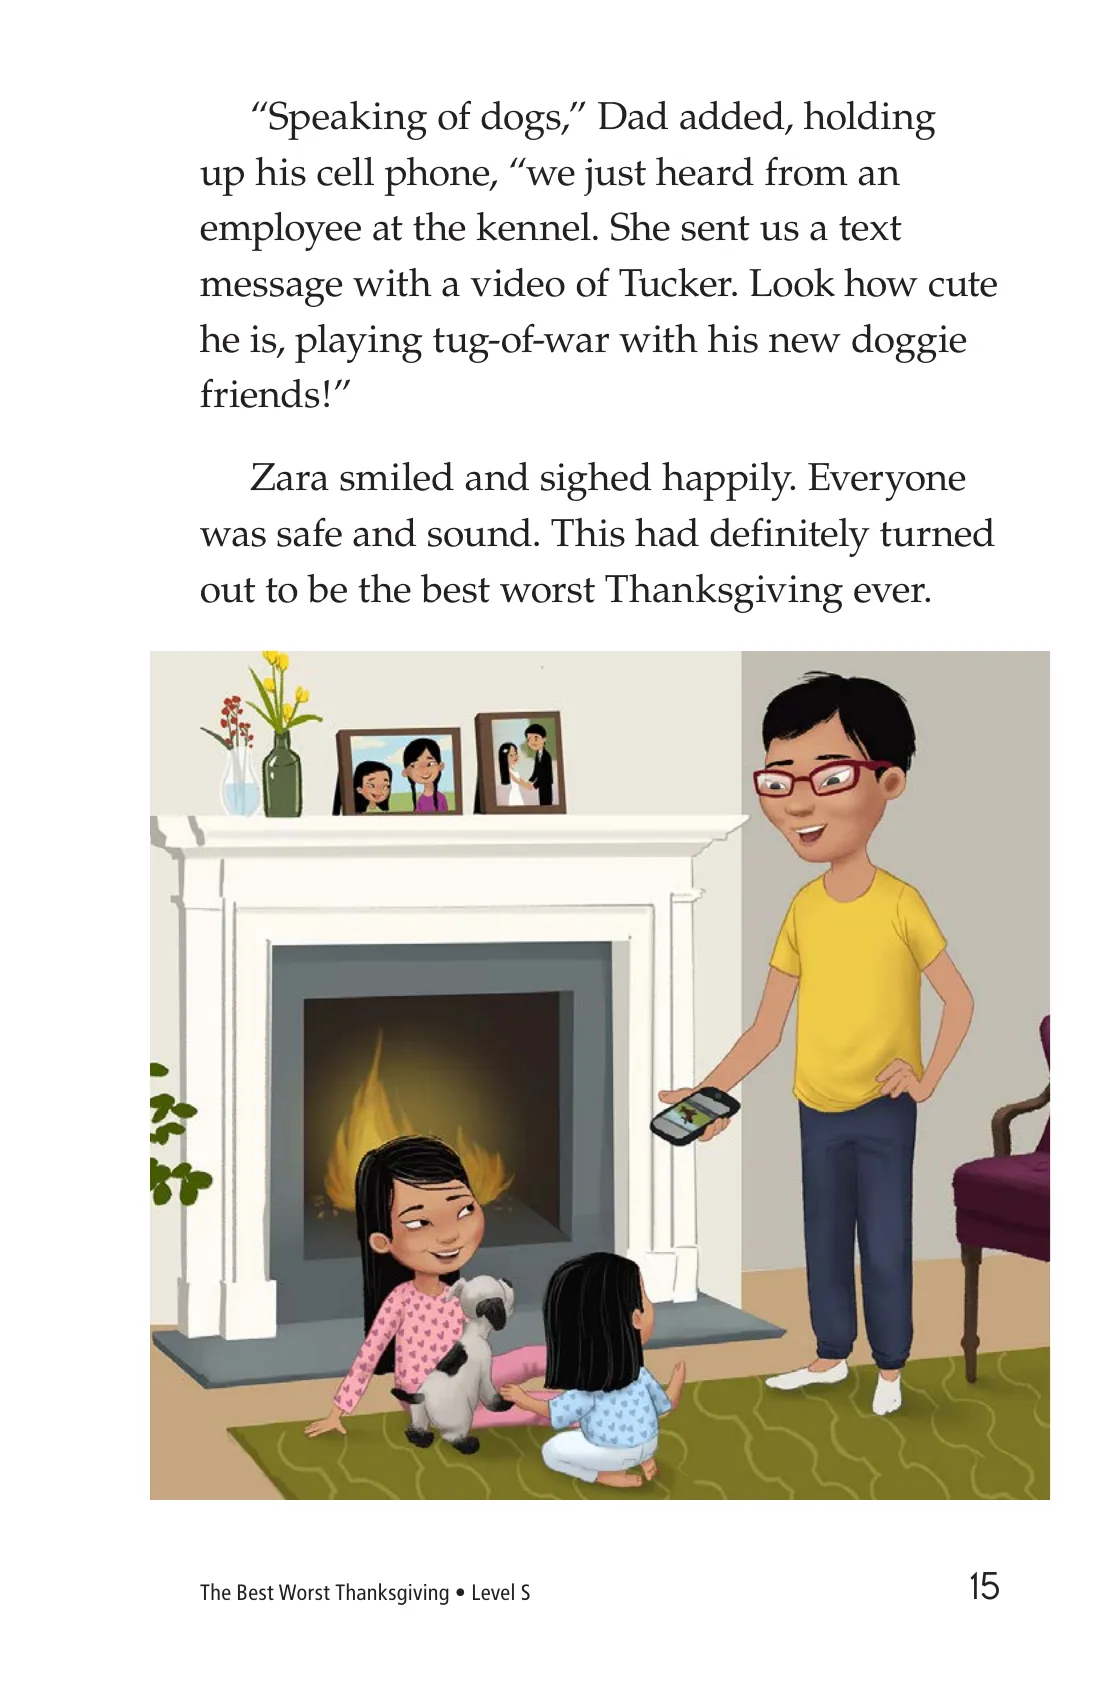 “Speaking of dogs,” Dad added, holding
up his cell phone, “we just heard from an
employee at the kennel. She sent us a text
message with a video of Tucker. Look how cute
he is, playing tug-of-war with his new doggie
friends!”
Zara smiled and sighed happily. Everyone
was safe and sound. This had definitely turned
out to be the best worst Thanksgiving ever.
The Best Worst Thanksgiving • Level S
15